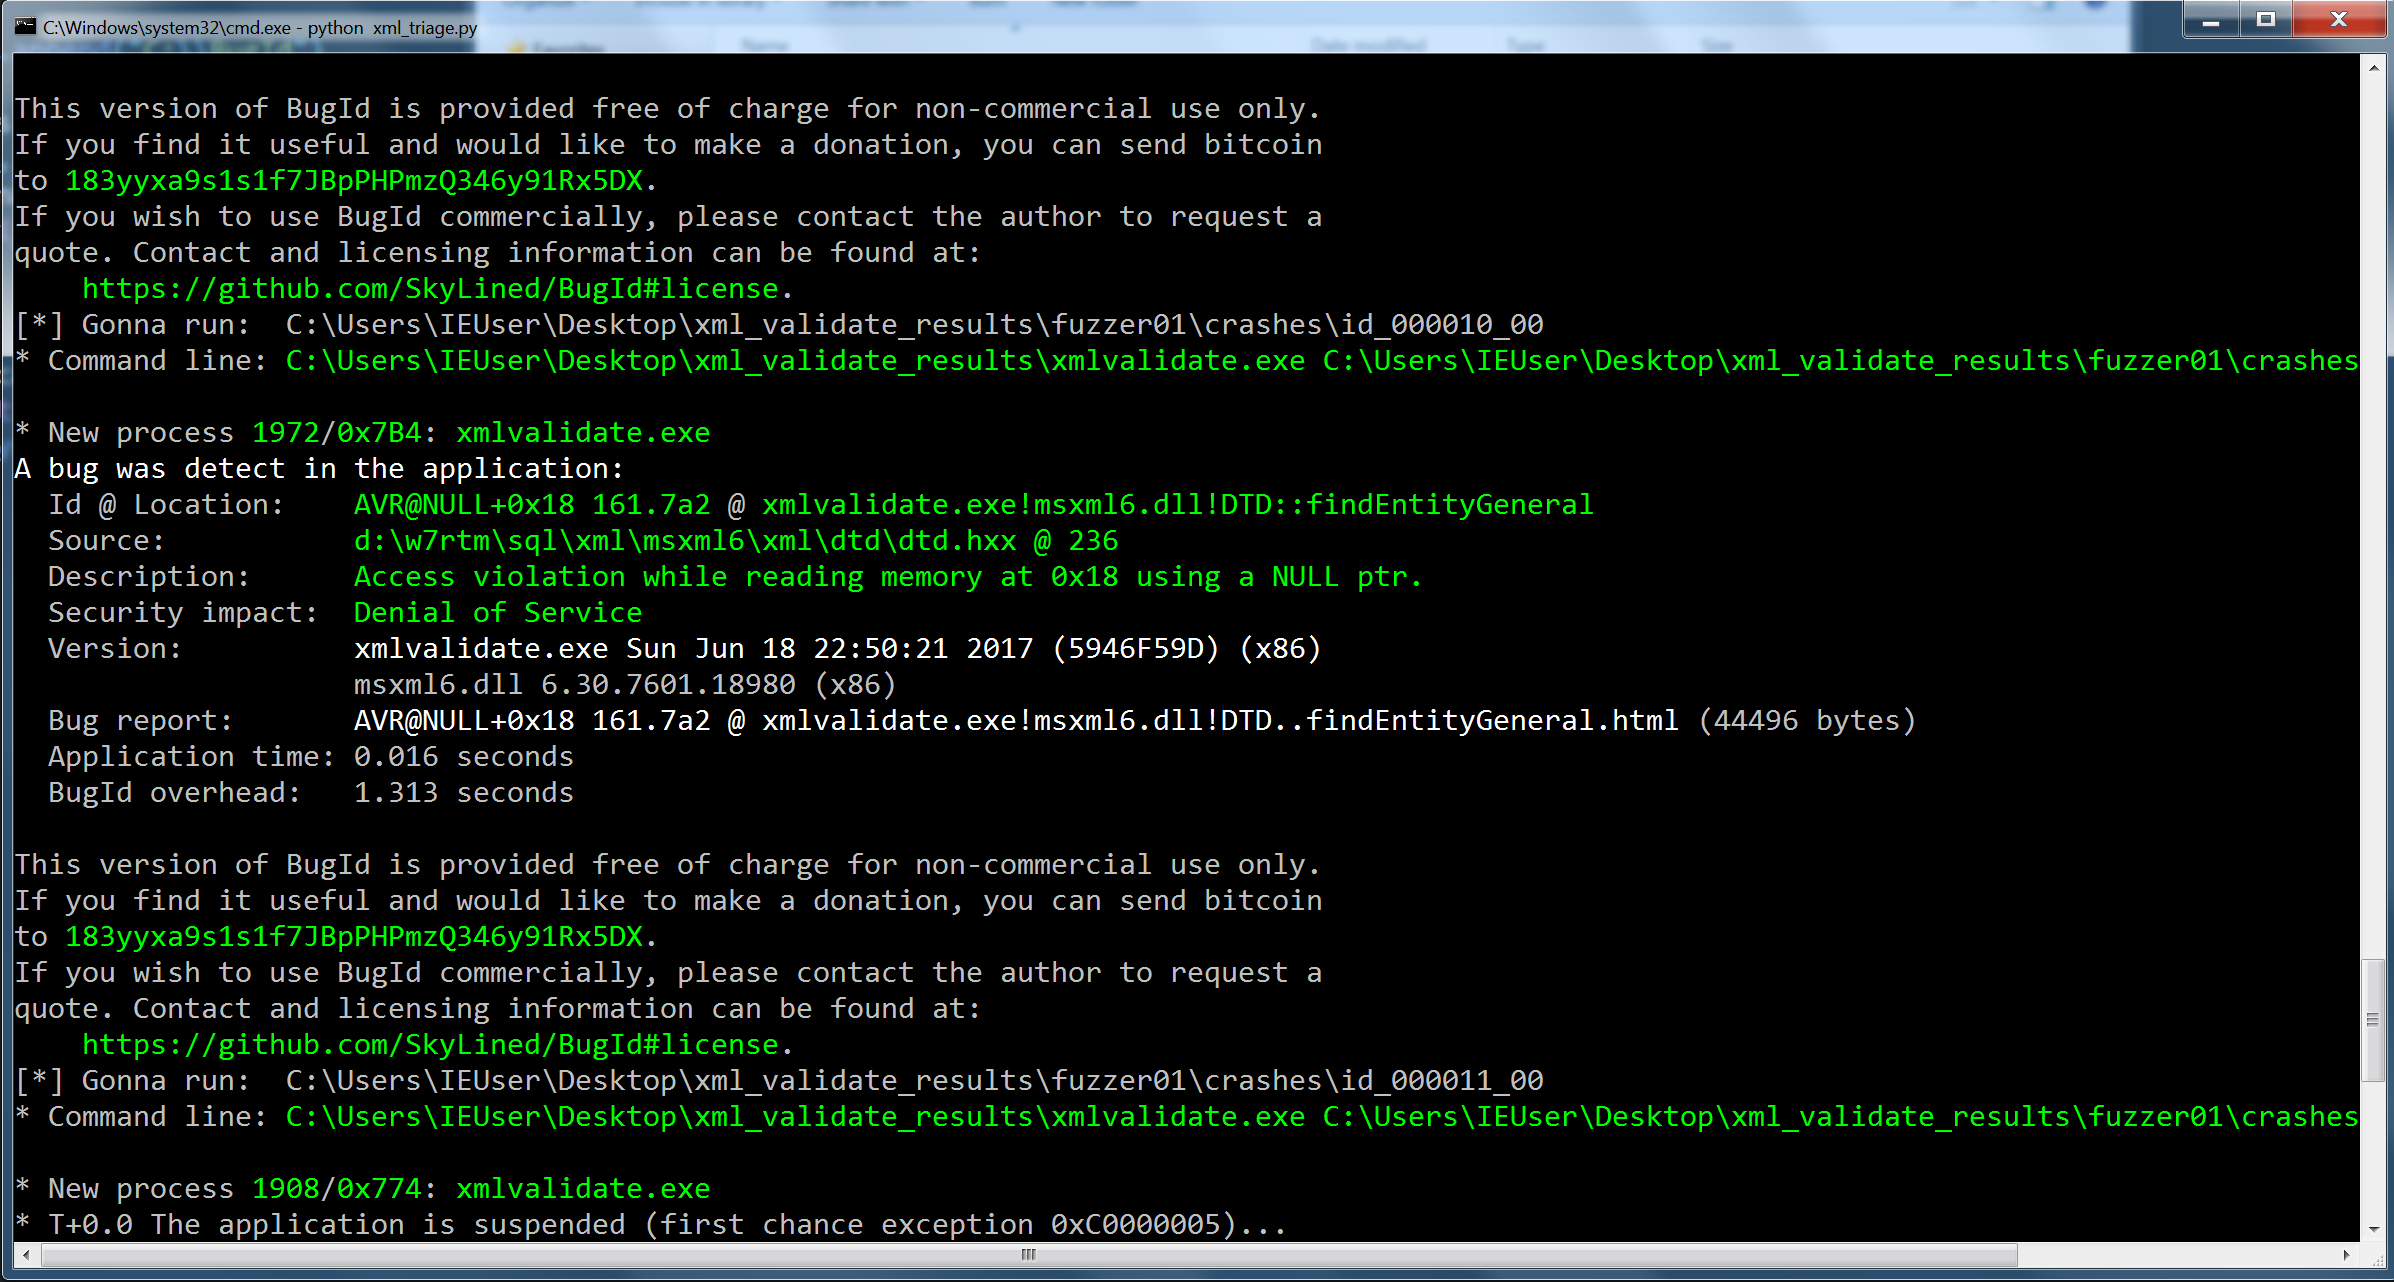 C:\Windows\system32\cmd.exe - python  xml_triage.py
Name Date modified Type Size
Favorites
This version of BugId is provided free of charge for non-commercial use only.
If you find it useful and would like to make a donation, you can send bitcoin
to 183yyxa9s1s1f7JBpPHPmzQ346y91Rx5DX.
If you wish to use BugId commercially, please contact the author to request a
quote. Contact and licensing information can be found at:
    https://github.com/SkyLined/BugId#license.
[*] Gonna run:  C:\Users\IEUser\Desktop\xml_validate_results\fuzzer01\crashes\id_000010_00
* Command line: C:\Users\IEUser\Desktop\xml_validate_results\xmlvalidate.exe C:\Users\IEUser\Desktop\xml_validate_results\fuzzer01\crashes
* New process 1972/0x7B4: xmlvalidate.exe
A bug was detect in the application:
  Id @ Location:    AVR@NULL+0x18 161.7a2 @ xmlvalidate.exe!msxml6.dll!DTD::findEntityGeneral
  Source:           d:\w7rtm\sql\xml\msxml6\xml\dtd\dtd.hxx @ 236
  Description:      Access violation while reading memory at 0x18 using a NULL ptr.
  Security impact:  Denial of Service
  Version:          xmlvalidate.exe Sun Jun 18 22:50:21 2017 (5946F59D) (x86)
                    msxml6.dll 6.30.7601.18980 (x86)
  Bug report:       AVR@NULL+0x18 161.7a2 @ xmlvalidate.exe!msxml6.dll!DTD..findEntityGeneral.html (44496 bytes)
  Application time: 0.016 seconds
  BugId overhead:   1.313 seconds
This version of BugId is provided free of charge for non-commercial use only.
If you find it useful and would like to make a donation, you can send bitcoin
to 183yyxa9s1s1f7JBpPHPmzQ346y91Rx5DX.
If you wish to use BugId commercially, please contact the author to request a
quote. Contact and licensing information can be found at:
    https://github.com/SkyLined/BugId#license.
[*] Gonna run:  C:\Users\IEUser\Desktop\xml_validate_results\fuzzer01\crashes\id_000011_00
* Command line: C:\Users\IEUser\Desktop\xml_validate_results\xmlvalidate.exe C:\Users\IEUser\Desktop\xml_validate_results\fuzzer01\crashes
* New process 1908/0x774: xmlvalidate.exe
* T+0.0 The application is suspended (first chance exception 0xC0000005)...